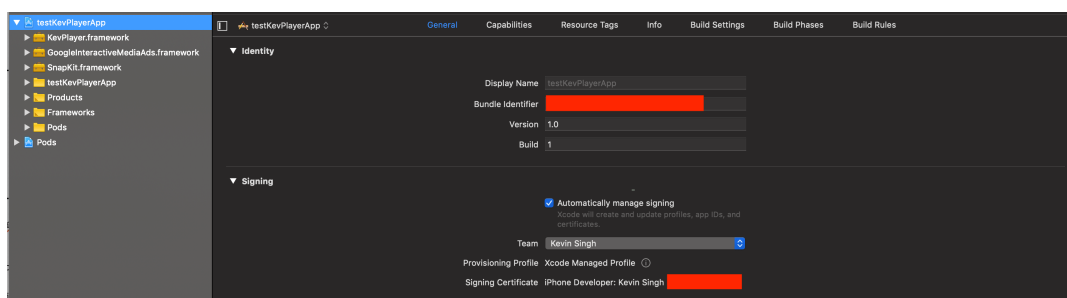 testKevPlayerApp
KevPlayer.framework
GoogleInteractiveMediaAds.framework
SnapKit.framework
testKevPlayerApp
Products
Frameworks
Pods
Pods
testKevPlayerApp
General Capabilities Resource Tags Info Build Settings Build Phases Build Rules
Identity
Display Name testKevPlayerApp
Bundle Identifier
Version 1.0
Build 1
Signing
Automatically manage signing
Xcode will create and update profiles, app IDs, and
certificates.
Team Kevin Singh
Provisioning Profile Xcode Managed Profile
Signing Certificate iPhone Developer: Kevin Singh